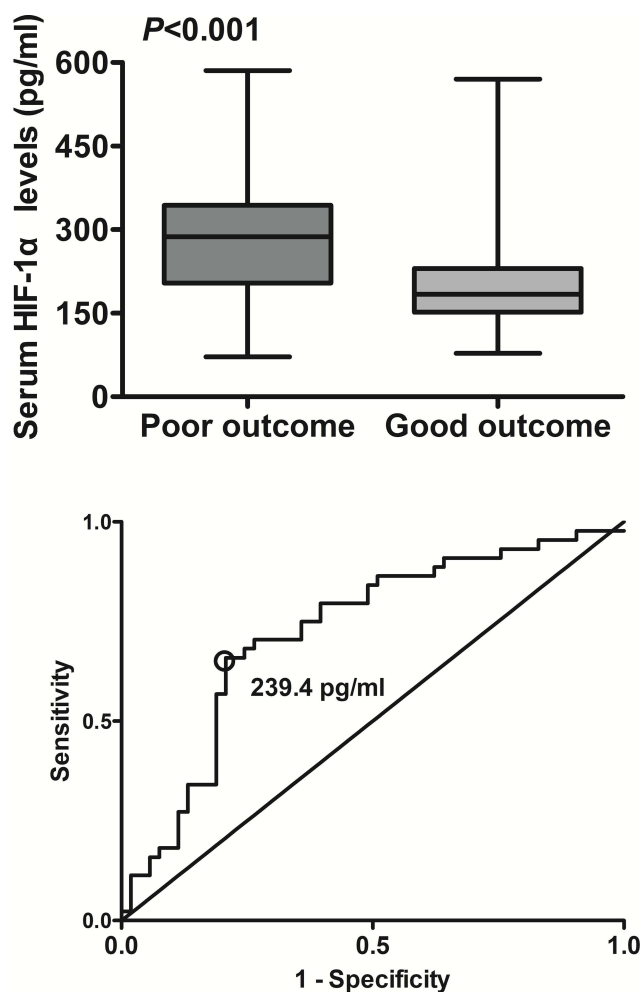 P<0.001
Serum HIF-1α levels (pg/ml)
600
450
300
150
0
Poor outcome
Good outcome
1.0
0.5
0.0
Sensitivity
239.4 pg/ml
0.0
0.5
1.0
1 - Specificity